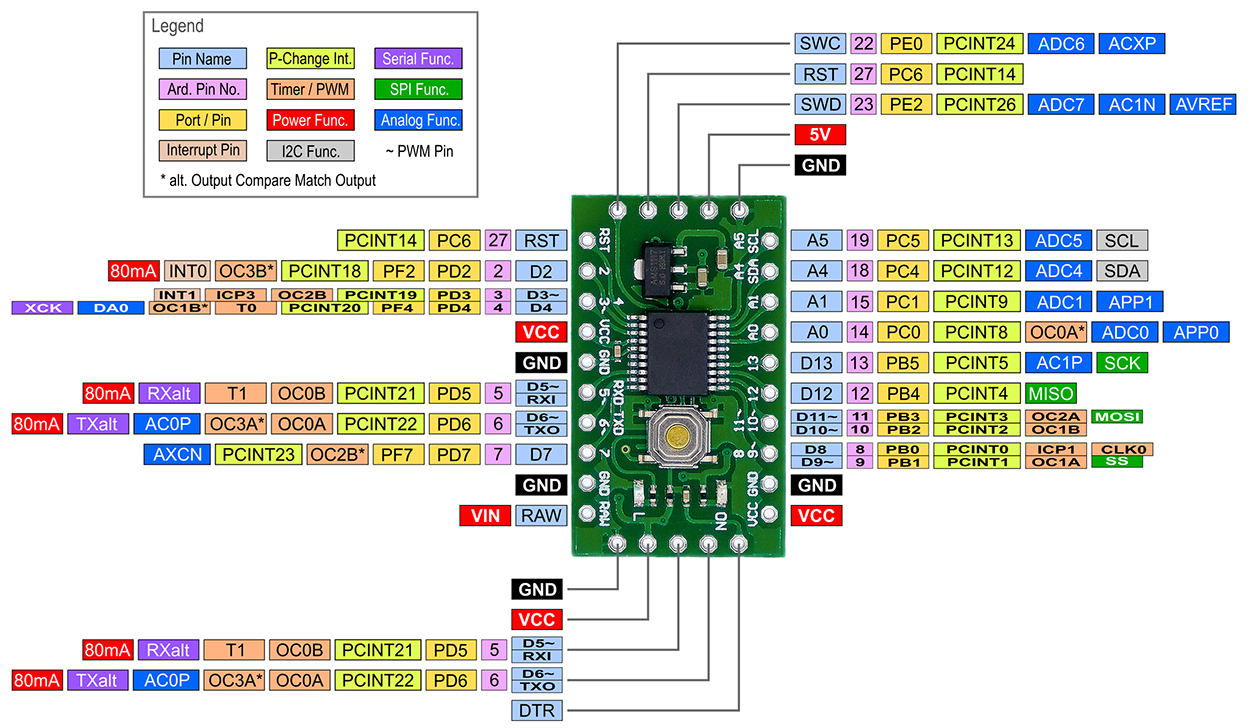 Legend
Pin Name P-Change Int. Serial Func.
Ard. Pin No. Timer / PWM SPI Func.
Port / Pin Power Func. Analog Func.
Interrupt Pin I2C Func. ~ PWM Pin
* alt. Output Compare Match Output
SWC 22 PE0 PCINT24 ADC6 ACXP
RST 27 PC6 PCINT14
SWD 23 PE2 PCINT26 ADC7 AC1N AVREF
5V
GND
PCINT14 PC6 27 RST
80mA INT0 OC3B* PCINT18 PF2 PD2 2 D2
INT1 ICP3 OC2B PCINT19 PD3 3 D3~
XCK DA0 OC1B* T0 PCINT20 PF4 PD4 4 D4
VCC
GND
80mA RXalt T1 OC0B PCINT21 PD5 5 D5~
RXI
80mA TXalt AC0P OC3A* OC0A PCINT22 PD6 6 D6~
TXO
AXCN PCINT23 OC2B* PF7 PD7 7 D7
GND
VIN RAW
RST
2
3~ 4
VCC
GND
5~ RXO
6~ TXO
7
GND
RAW
L
ON
A5 SCL
A4 SDA
A1
A0
13
12
11~ 10~
8 9~
GND
VCC
AMS1117
A5 19 PC5 PCINT13 ADC5 SCL
A4 18 PC4 PCINT12 ADC4 SDA
A1 15 PC1 PCINT9 ADC1 APP1
A0 14 PC0 PCINT8 OC0A* ADC0 APP0
D13 13 PB5 PCINT5 AC1P SCK
D12 12 PB4 PCINT4 MISO
D11~ 11 PB3 PCINT3 OC2A MOSI
D10~ 10 PB2 PCINT2 OC1B
D8 8 PB0 PCINT0 ICP1 CLK0
D9~ 9 PB1 PCINT1 OC1A SS
GND
VCC
GND
VCC
80mA RXalt T1 OC0B PCINT21 PD5 5 D5~
RXI
80mA TXalt AC0P OC3A* OC0A PCINT22 PD6 6 D6~
TXO
DTR